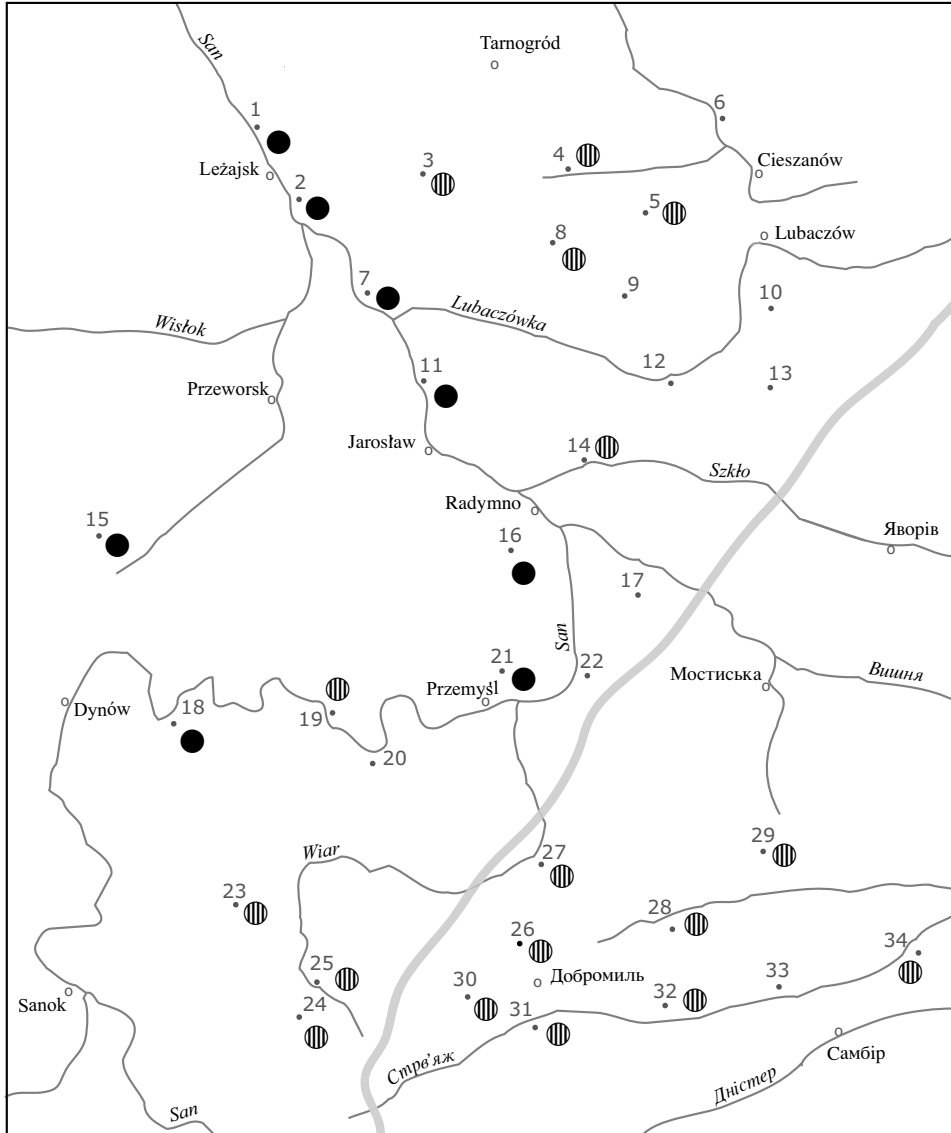 San
Tarnogród
1
6
3
4
Cieszanów
Leżajsk
2
5
8
Lubaczów
7
9
10
Lubaczówka
Wisłok
11
12
13
Przeworsk
14
Jarosław
Szkło
Radymno
15
16
Яворів
17
San
21
22
Przemyśl
Мостиська
Вишня
Dynów
18
19
20
Wiar
27
29
23
28
26
34
25
30
Добромиль
33
Sanok
24
31
32
Стрв’яж
Самбір
Дністер
San